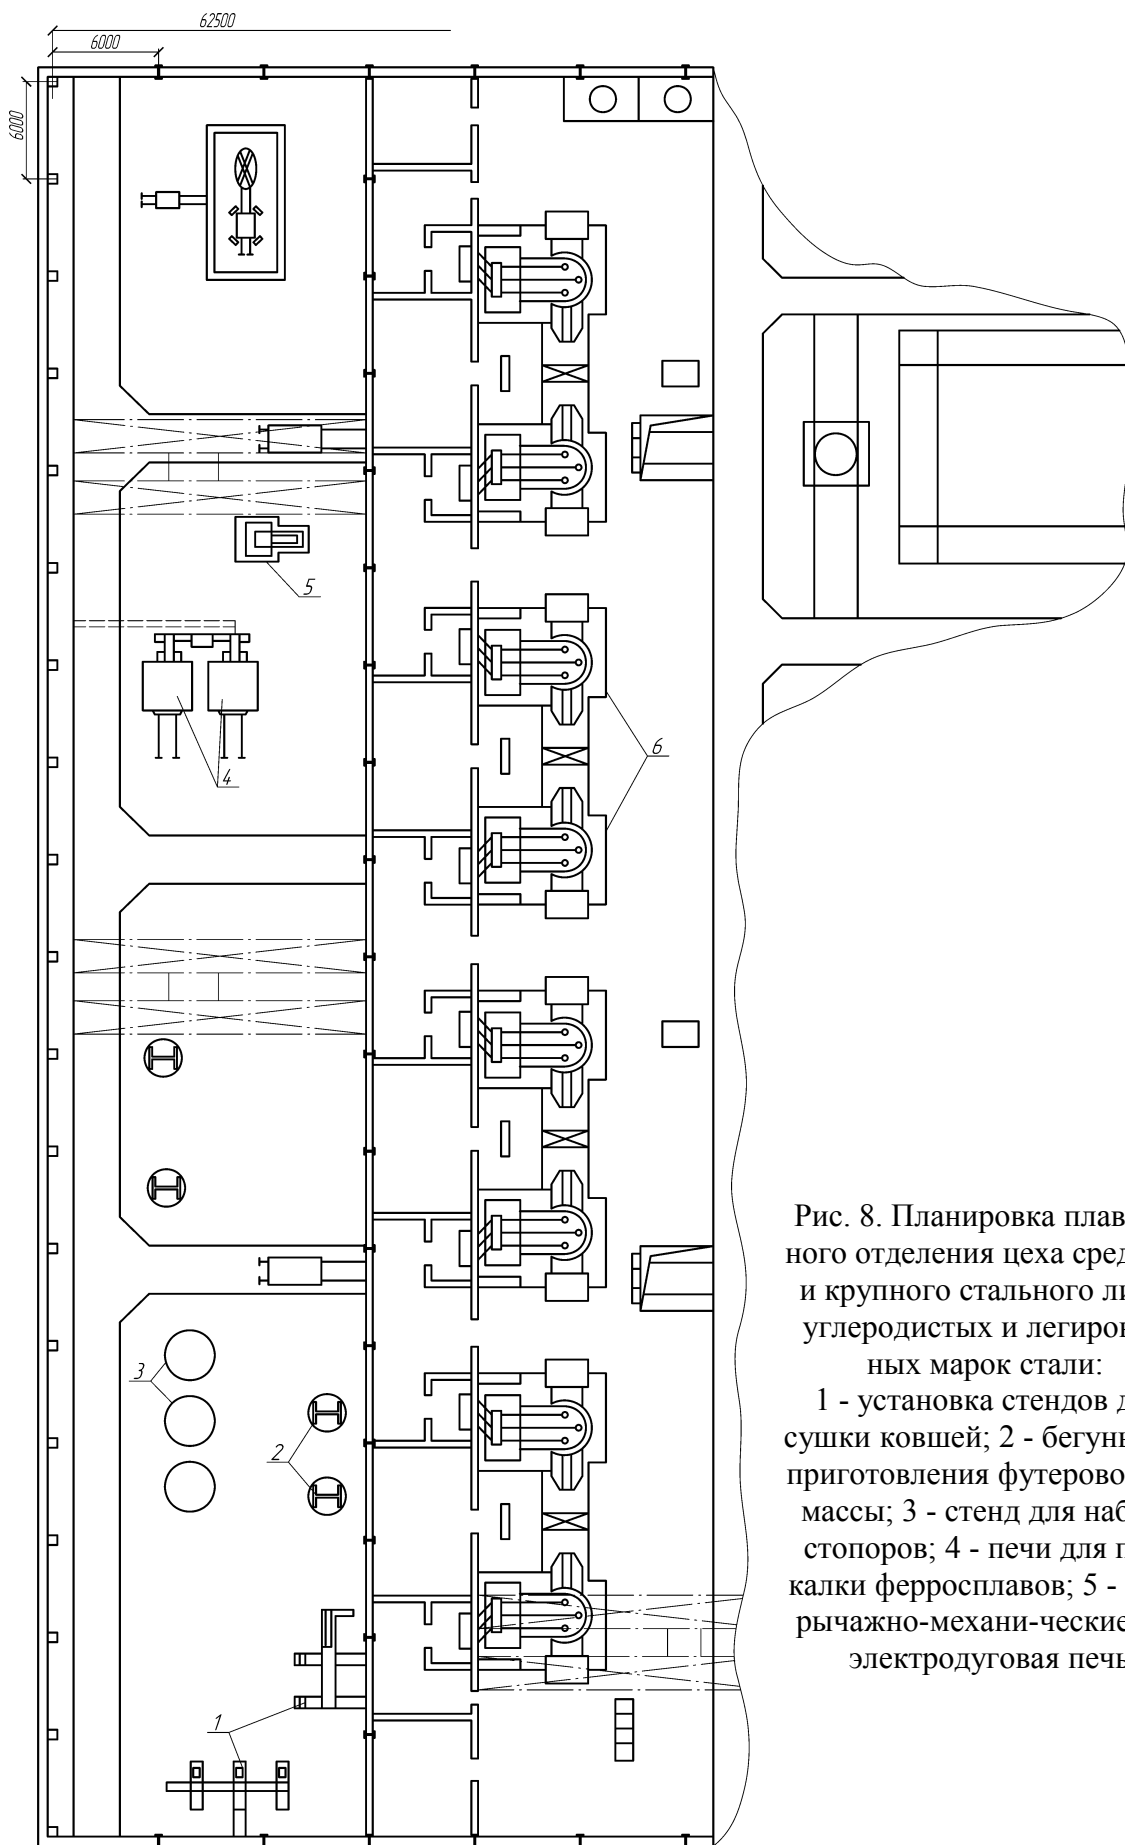 62500
6000
6000
5
4
6
3
2
1
Рис. 8. Планировка плав
ного отделения цеха сред
и крупного стального ли
углеродистых и легиров
ных марок стали:
1 - установка стендов д
сушки ковшей; 2 - бегун
приготовления футерово
массы; 3 - стенд для наб
стопоров; 4 - печи для п
калки ферросплавов; 5 -
рычажно-механи-ческие
электродуговая печь